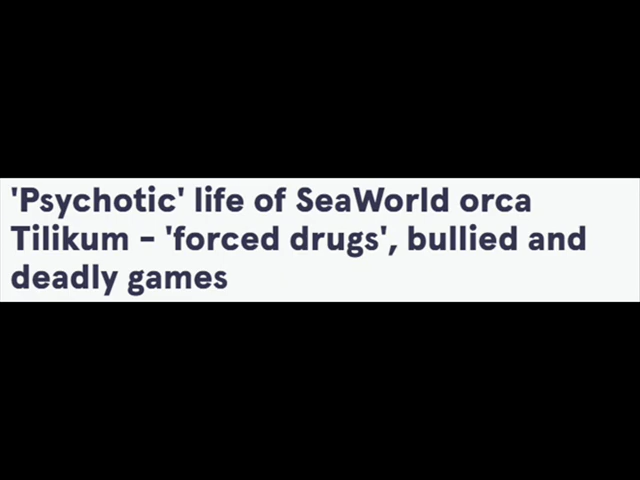 'Psychotic' life of SeaWorld orca
Tilikum - 'forced drugs', bullied and
deadly games